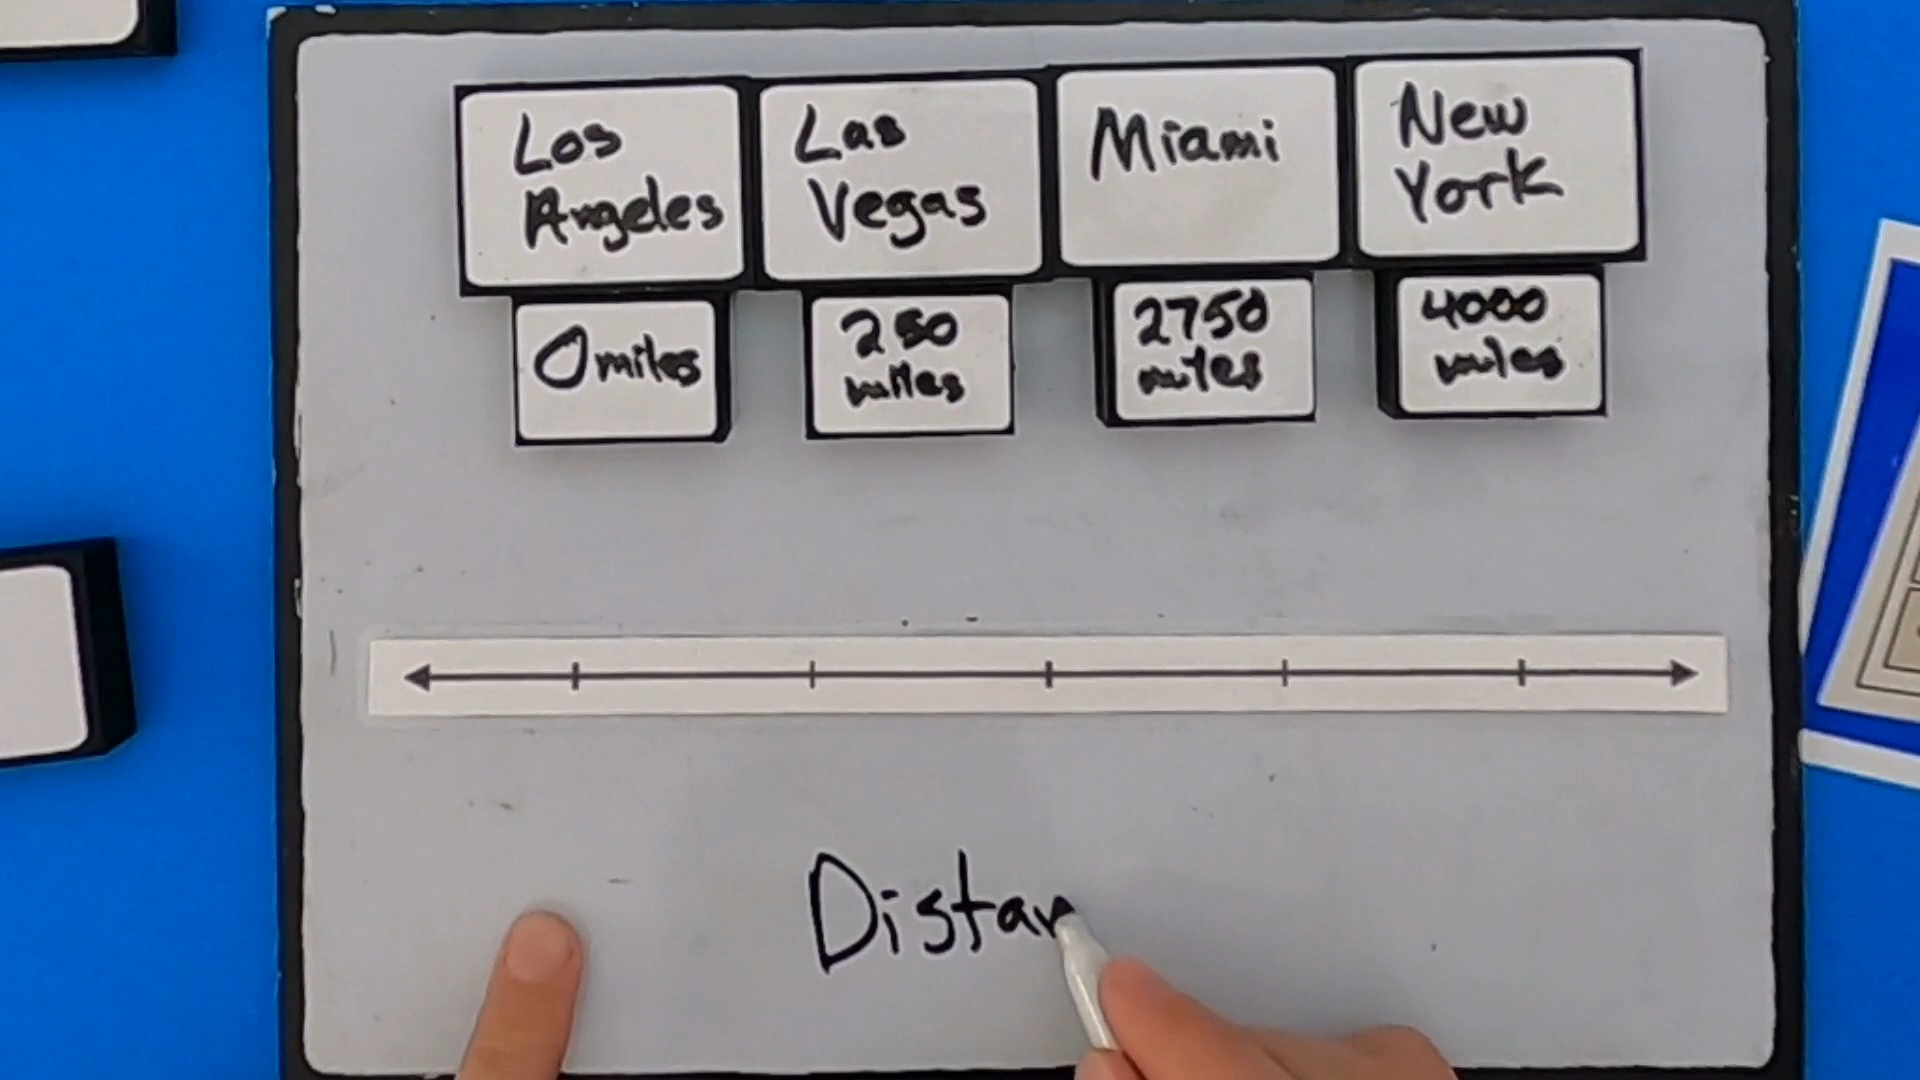 Los
Angeles
Las
Vegas
Miami
New
York
0 miles
250
miles
2750
miles
4000
miles
Distan